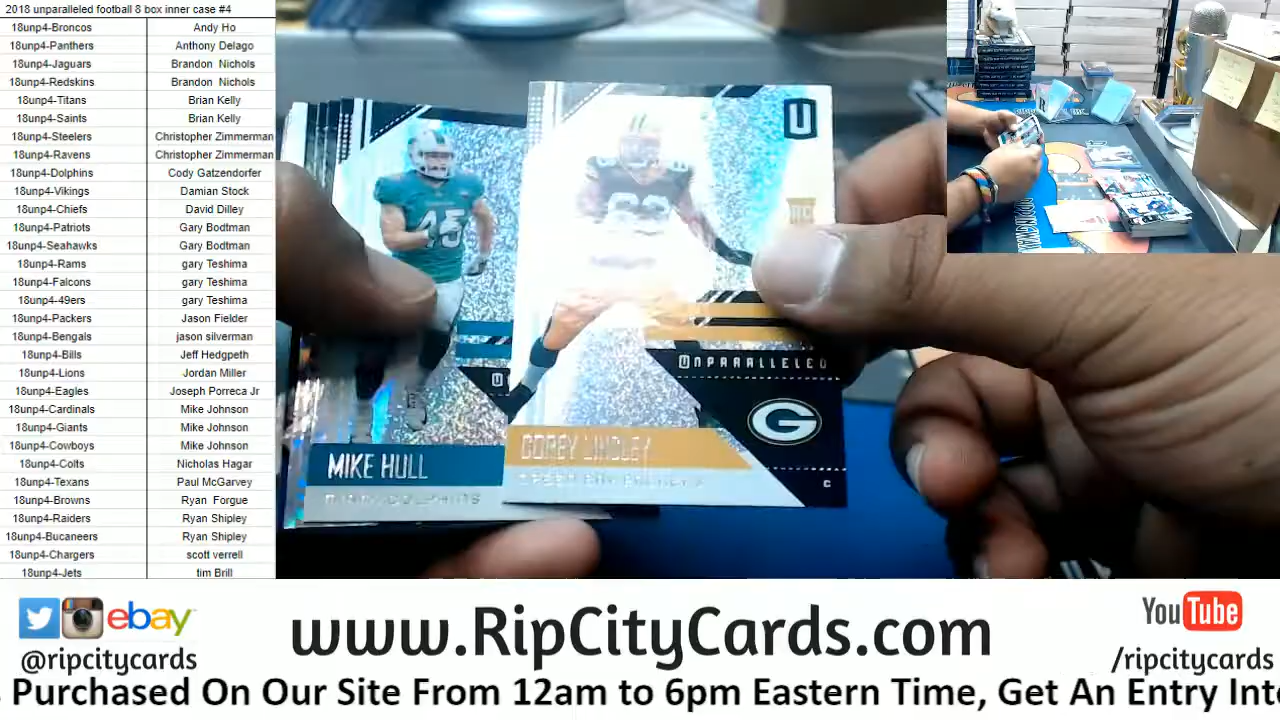 2018 unparalleled football 8 box inner case #4
18unp4-Broncos Andy Ho
18unp4-Panthers Anthony Delago
18unp4-Jaguars Brandon Nichols
18unp4-Redskins Brandon Nichols
18unp4-Titans Brian Kelly
18unp4-Saints Brian Kelly
18unp4-Steelers Christopher Zimmerman
18unp4-Ravens Christopher Zimmerman
18unp4-Dolphins Cody Gatzendorfer
18unp4-Vikings Damian Stock
18unp4-Chiefs David Dilley
18unp4-Patriots Gary Bodtman
18unp4-Seahawks Gary Bodtman
18unp4-Rams gary Teshima
18unp4-Falcons gary Teshima
18unp4-49ers gary Teshima
18unp4-Packers Jason Fielder
18unp4-Bengals jason silverman
18unp4-Bills Jeff Hedgpeth
18unp4-Lions Jordan Miller
18unp4-Eagles Joseph Porreca Jr
18unp4-Cardinals Mike Johnson
18unp4-Giants Mike Johnson
18unp4-Cowboys Mike Johnson
18unp4-Colts Nicholas Hagar
18unp4-Texans Paul McGarvey
18unp4-Browns Ryan Forgue
18unp4-Raiders Ryan Shipley
18unp4-Bucaneers Ryan Shipley
18unp4-Chargers scott verrell
18unp4-Jets tim Brill
U
RC
45
63
UNPARALLELED
G
C
U
MIKE HULL
COREY LINSLEY
ebay
@ripcitycards
www.RipCityCards.com
YouTube
/ripcitycards
Purchased On Our Site From 12am to 6pm Eastern Time, Get An Entry